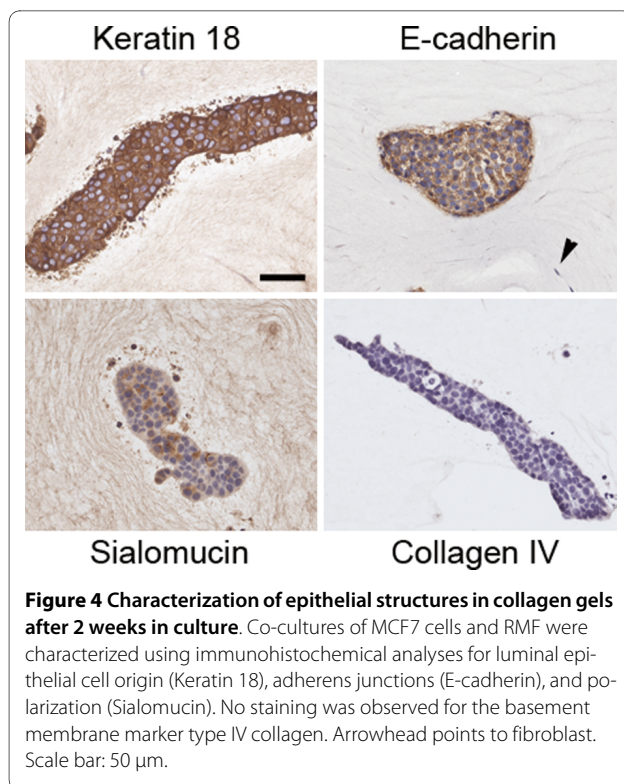 Keratin 18 E-cadherin
Sialomucin Collagen IV
Figure 4 Characterization of epithelial structures in collagen gels
after 2 weeks in culture. Co-cultures of MCF7 cells and RMF were
characterized using immunohistochemical analyses for luminal epi-
thelial cell origin (Keratin 18), adherens junctions (E-cadherin), and po-
larization (Sialomucin). No staining was observed for the basement
membrane marker type IV collagen. Arrowhead points to fibroblast.
Scale bar: 50 μm.